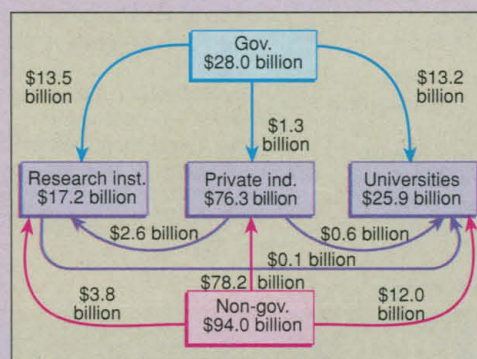 Gov.
$28.0 billion
$13.5
billion
$13.2
billion
$1.3
billion
Research inst.
$17.2 billion
Private ind.
$76.3 billion
Universities
$25.9 billion
$2.6 billion
$0.6 billion
$0.1 billion
$78.2 billion
$3.8
billion
$12.0
billion
Non-gov.
$94.0 billion